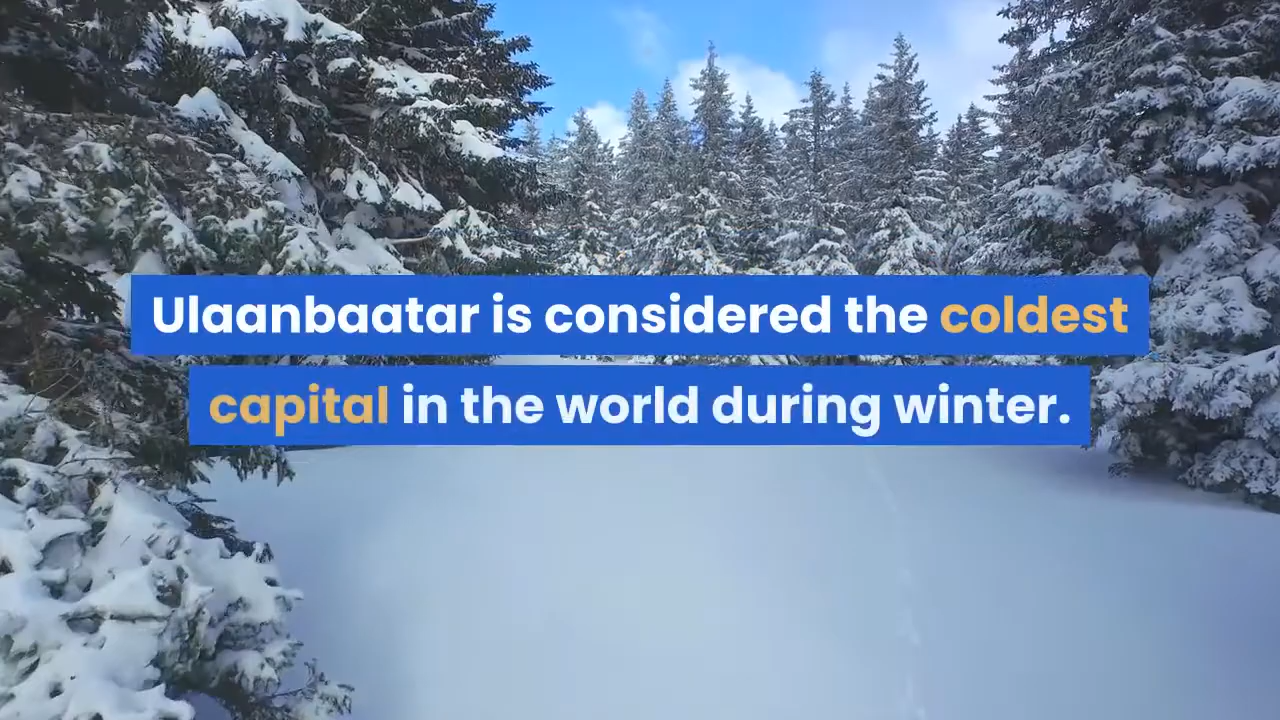 Ulaanbaatar is considered the coldest
capital in the world during winter.